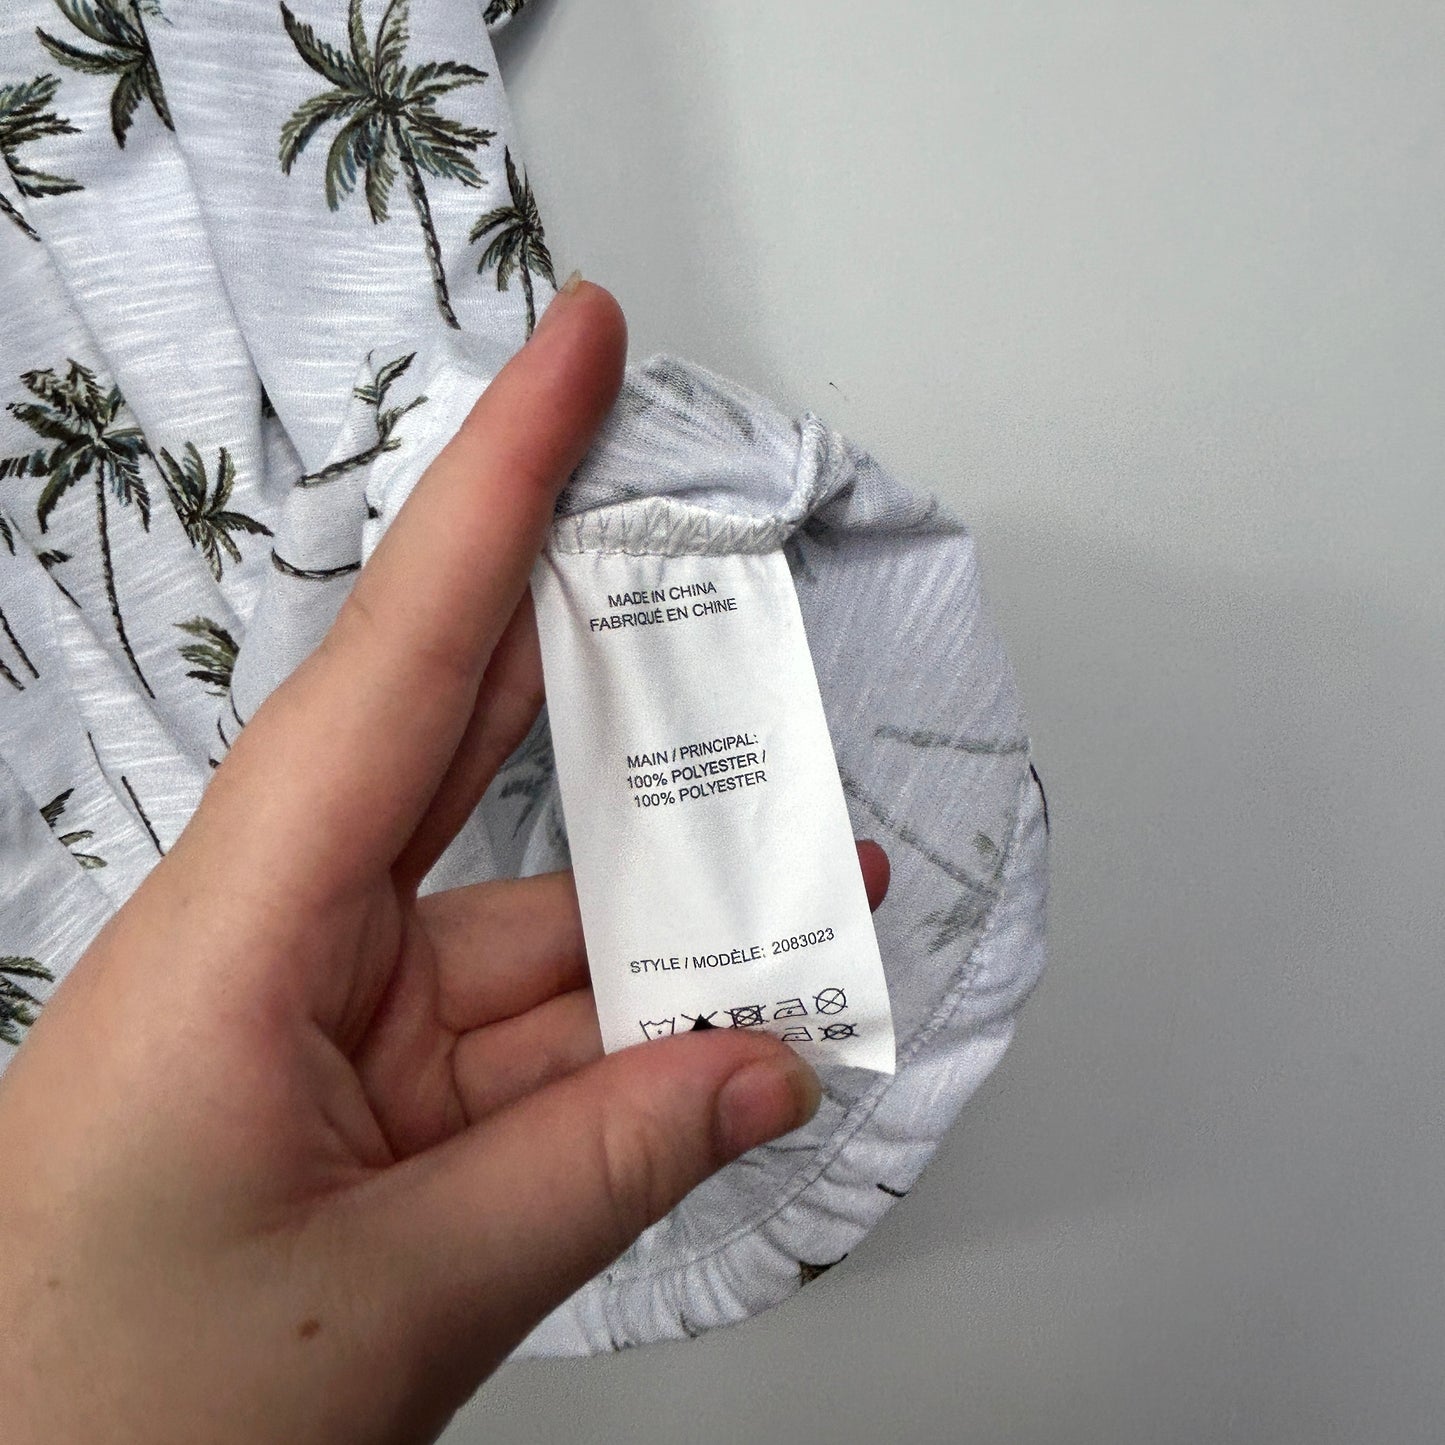 MADE IN CHINA
FABRIQUÉ EN CHINE
MAIN / PRINCIPAL:
100% POLYESTER /
100% POLYESTER
STYLE / MODÈLE: 2083023